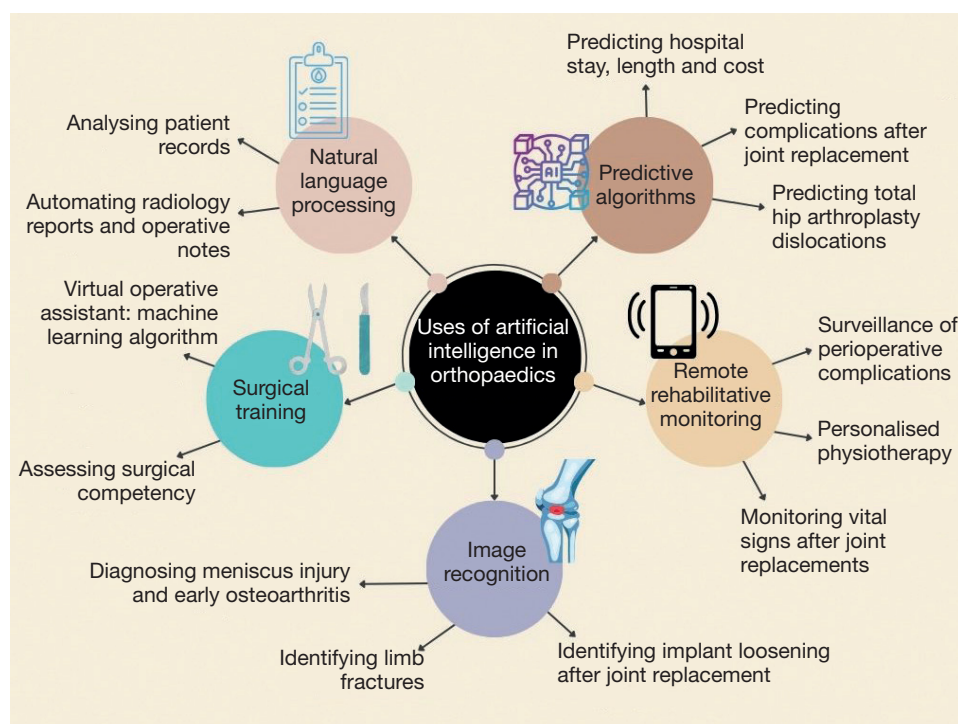 Predicting hospital
stay, length and cost
Predicting
complications after
joint replacement
Predicting total
hip arthroplasty
dislocations
AI
Predictive
algorithms
Natural
language
processing
Analysing patient
records
Automating radiology
reports and operative
notes
Virtual operative
assistant: machine
learning algorithm
Surgical
training
Assessing surgical
competency
Uses of artificial
intelligence in
orthopaedics
Remote
rehabilitative
monitoring
Surveillance of
perioperative
complications
Personalised
physiotherapy
Monitoring vital
signs after joint
replacements
Image
recognition
Diagnosing meniscus injury
and early osteoarthritis
Identifying limb
fractures
Identifying implant loosening
after joint replacement